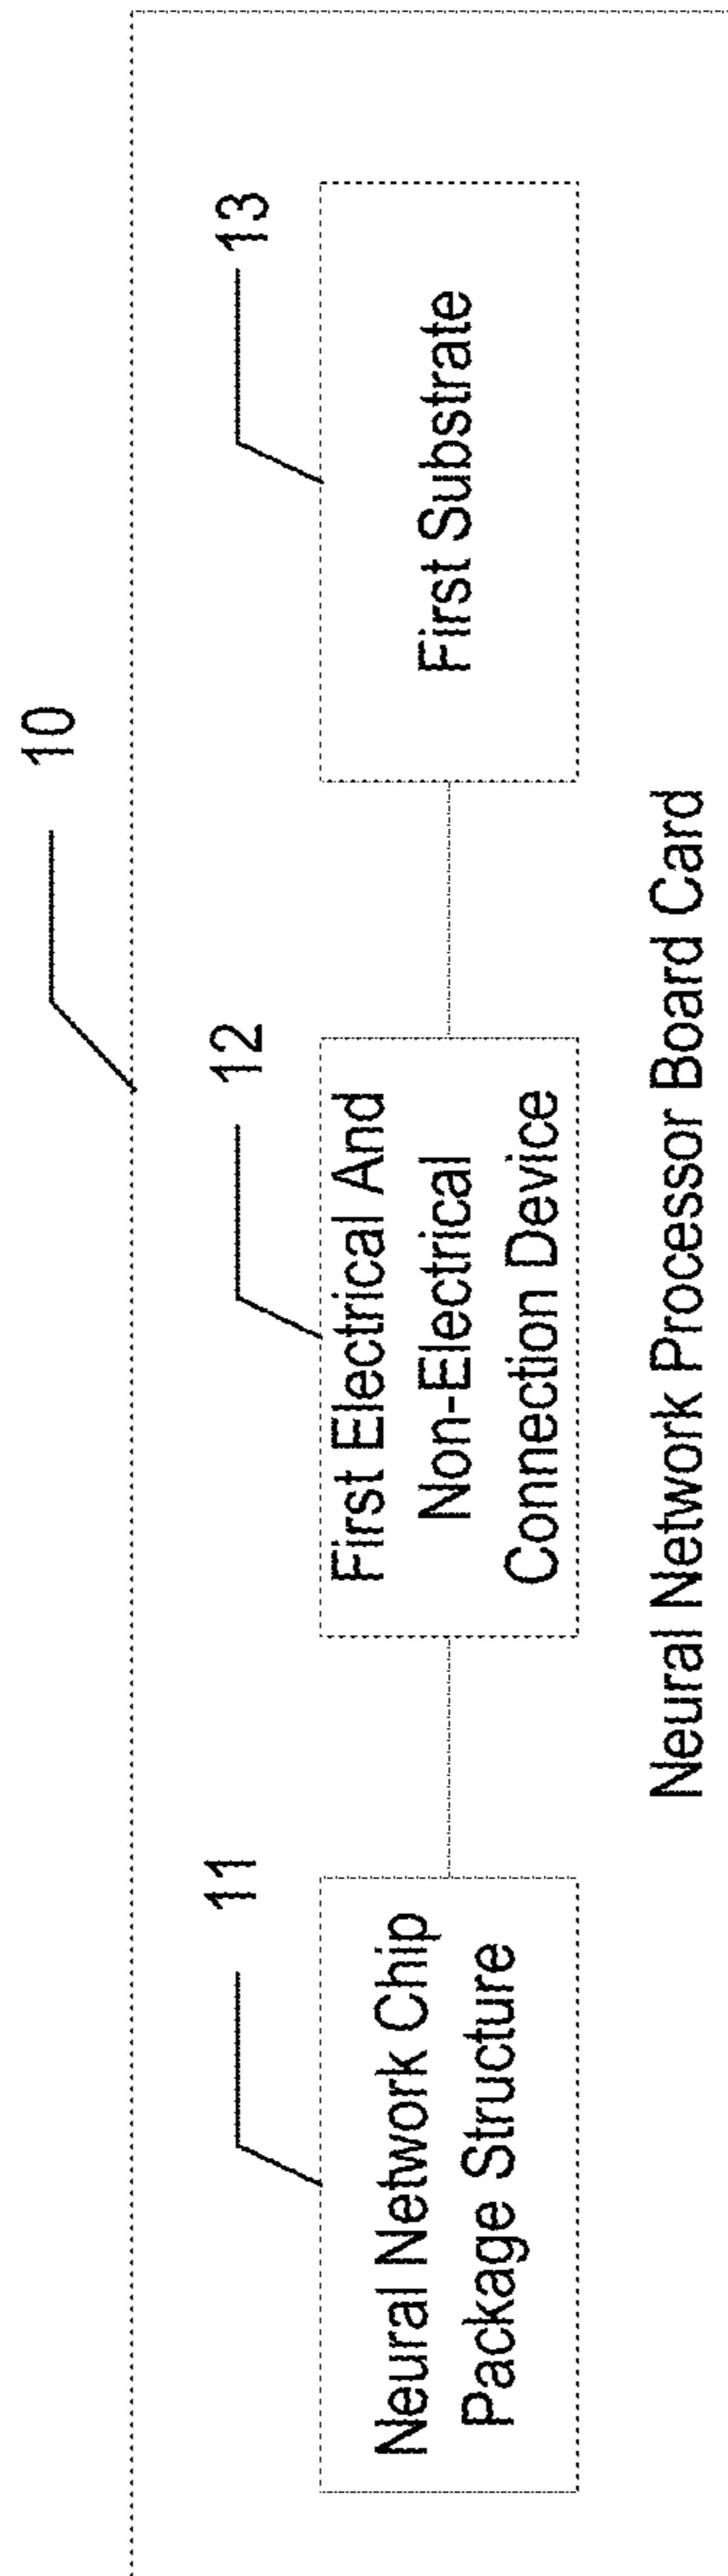 10
11
12
13
Neural Network Chip
Package Structure
First Electrical And
Non-Electrical
Connection Device
First Substrate
Neural Network Processor Board Card